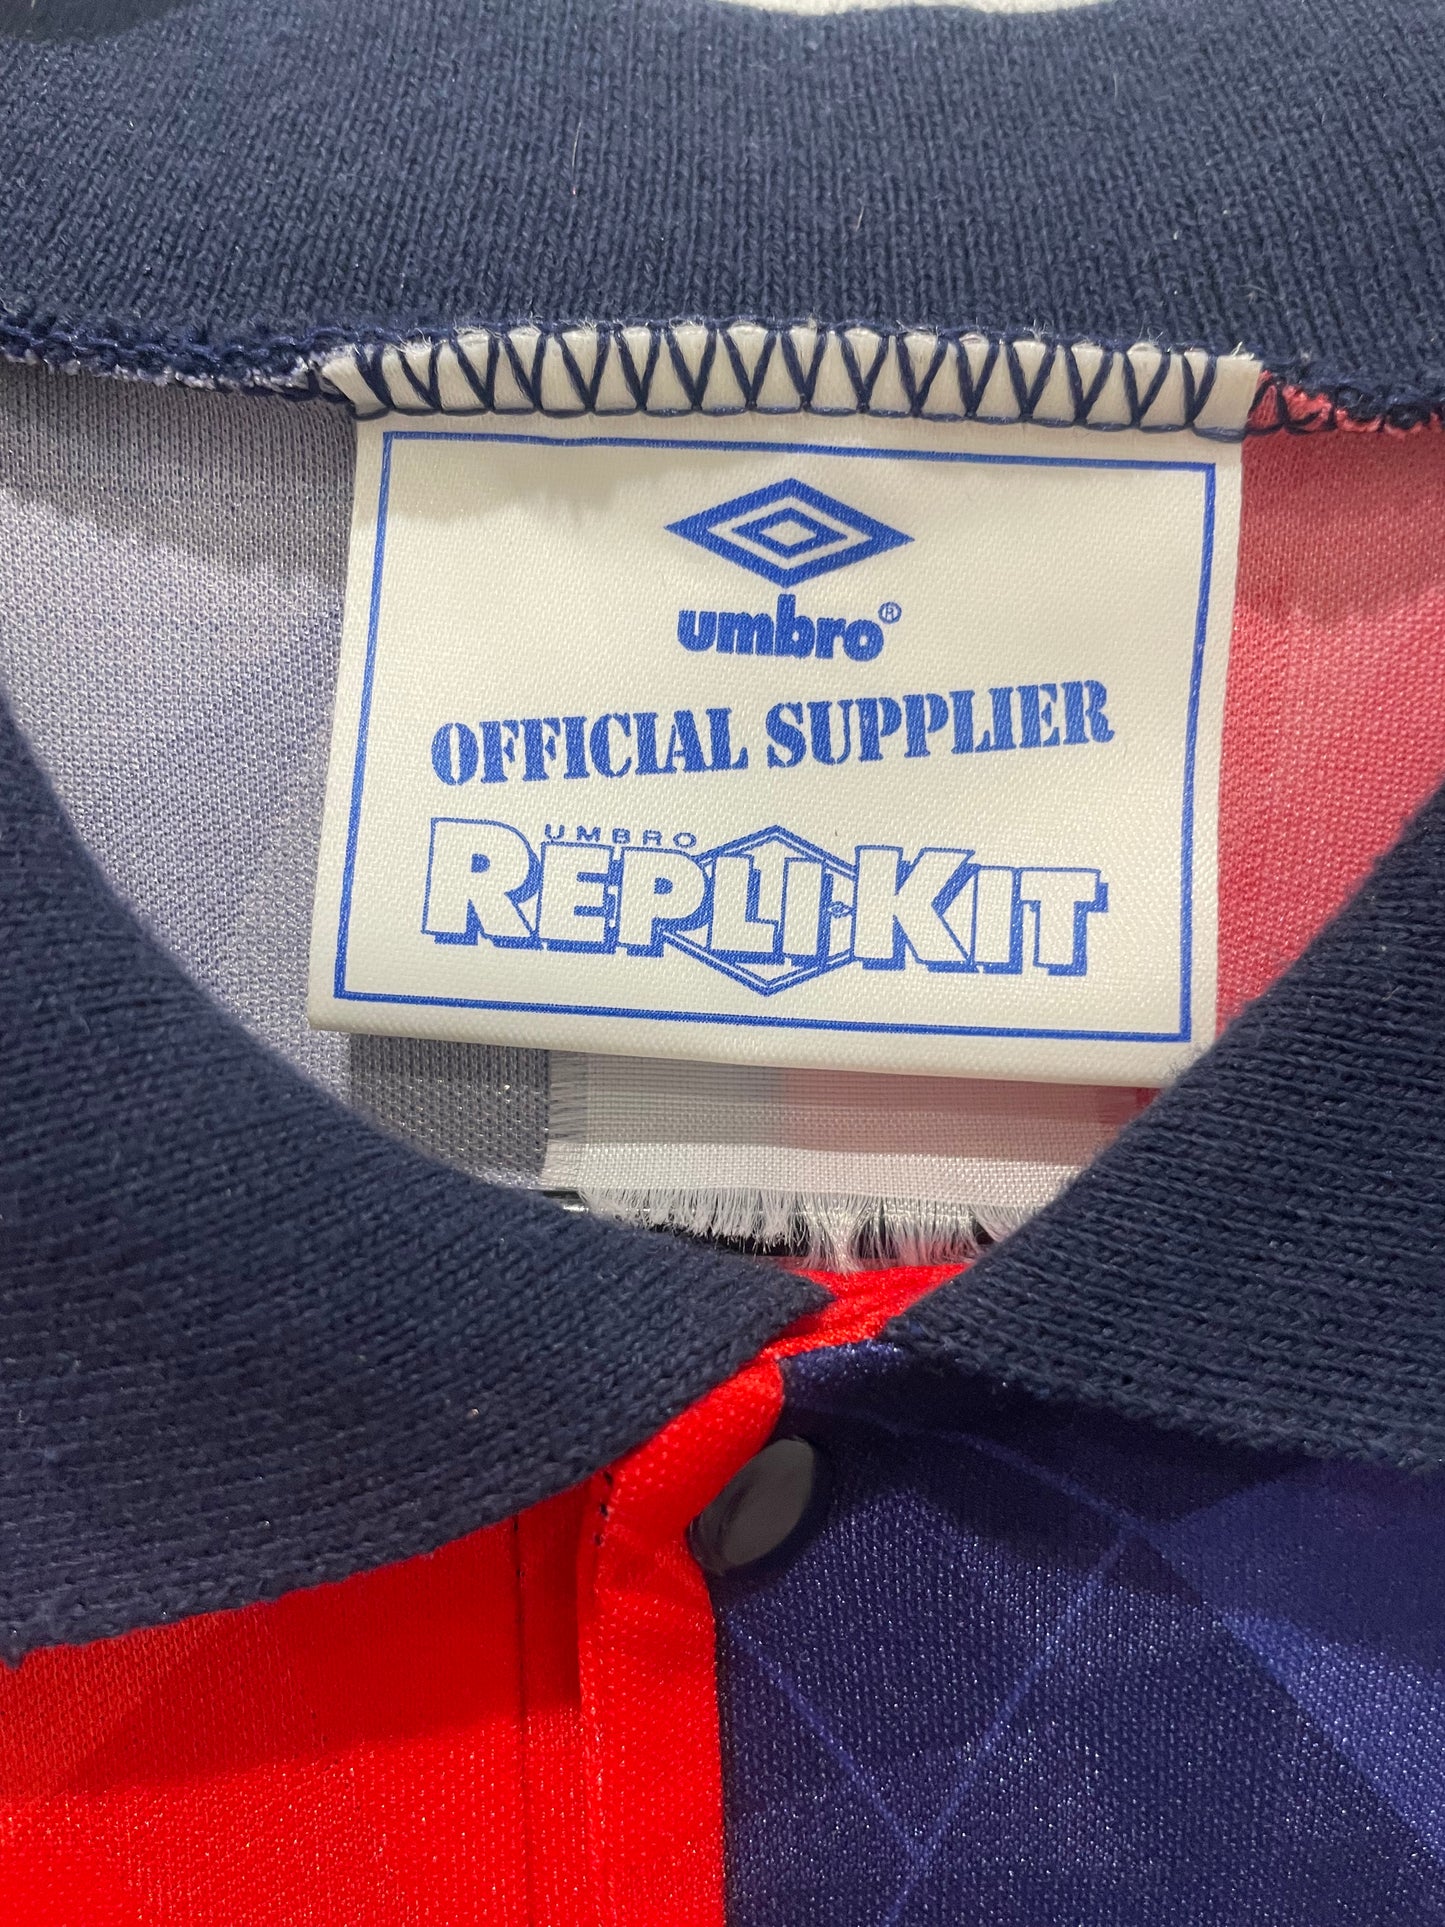 umbro®
OFFICIAL SUPPLIER
UMBRO
REPLI·KIT